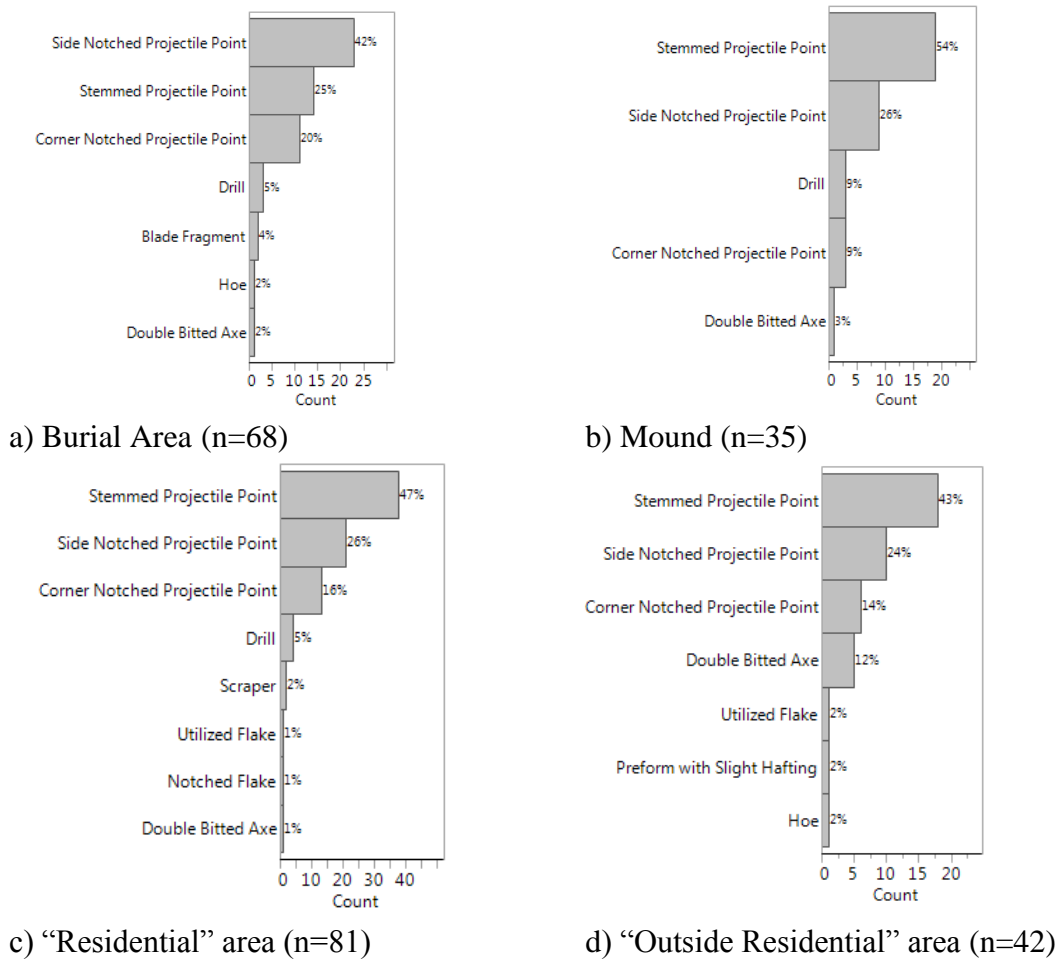 Side Notched Projectile Point 42%
Stemmed Projectile Point 25%
Corner Notched Projectile Point 20%
Drill 5%
Blade Fragment 4%
Hoe 2%
Double Bitted Axe 2%
0 5 10 15 20 25
Count
a) Burial Area (n=68)
Stemmed Projectile Point 54%
Side Notched Projectile Point 26%
Drill 9%
Corner Notched Projectile Point 9%
Double Bitted Axe 3%
0 5 10 15 20
Count
b) Mound (n=35)
Stemmed Projectile Point 47%
Side Notched Projectile Point 26%
Corner Notched Projectile Point 16%
Drill 5%
Scraper 2%
Utilized Flake 1%
Notched Flake 1%
Double Bitted Axe 1%
0 10 20 30 40
Count
c) “Residential” area (n=81)
Stemmed Projectile Point 43%
Side Notched Projectile Point 24%
Corner Notched Projectile Point 14%
Double Bitted Axe 12%
Utilized Flake 2%
Preform with Slight Hafting 2%
Hoe 2%
0 5 10 15 20
Count
d) “Outside Residential” area (n=42)